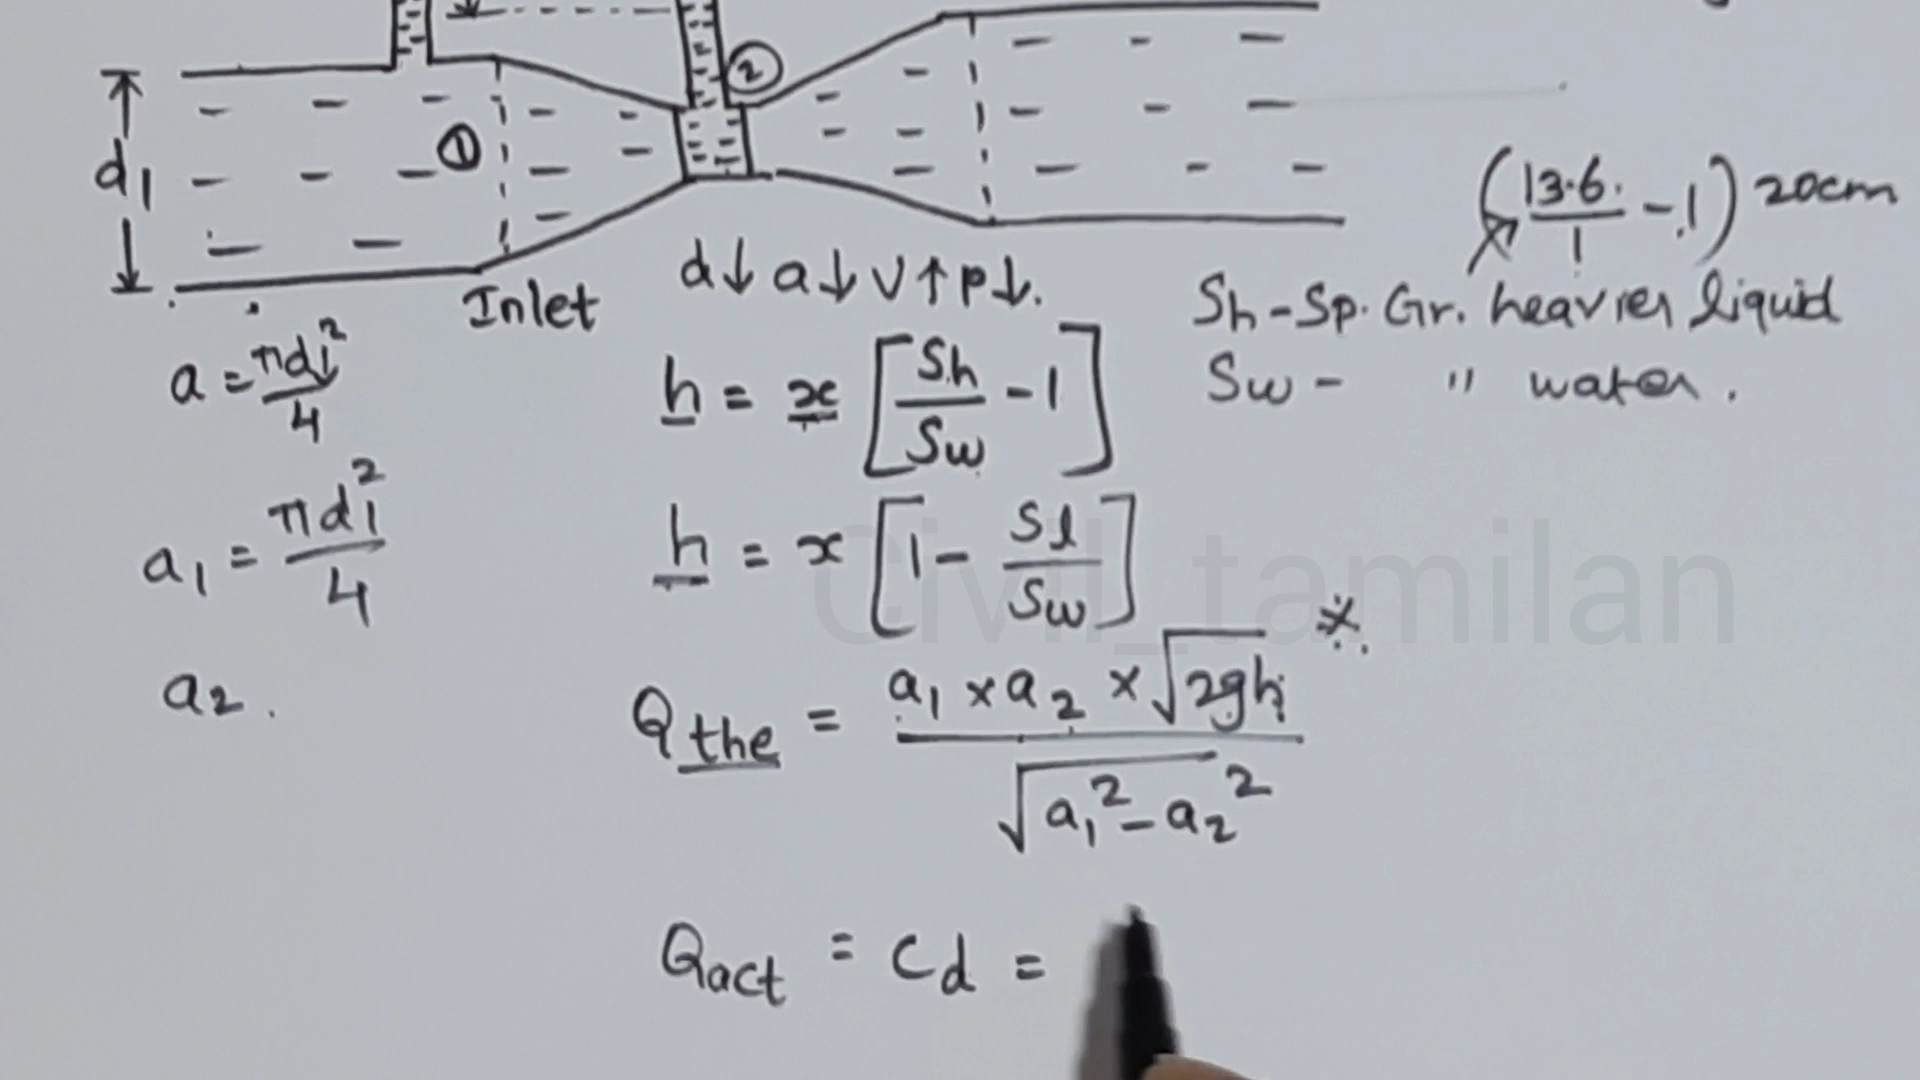 ②
①
d₁
(13.6/1 - 1) 20cm
Inlet
d↓ a↓ v↑ p↓.
Sh - Sp. Gr. heavier liquid
Sw - " water.
a = πd₁²/4
h = x [Sh/Sw - 1]
a₁ = πd₁²/4
h = x [1 - Sl/Sw]
Civil_tamilan
a₂.
Qthe = a₁ × a₂ × √2gh / √a₁² - a₂²
Qact = Cd =